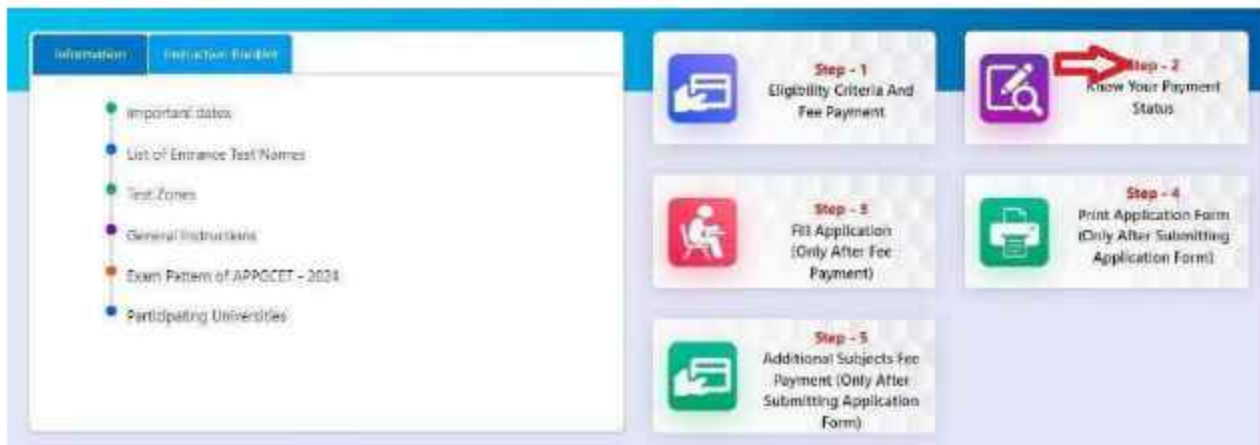 Information
Instruction Booklet
Important dates
List of Entrance Test Names
Test Zones
General Instructions
Exam Pattern of APPGCET – 2024
Participating Universities
Step - 1
Eligibility Criteria And
Fee Payment
Step - 2
Know Your Payment
Status
Step - 3
Fill Application
(Only After Fee
Payment)
Step - 4
Print Application Form
(Only After Submitting
Application Form)
Step - 5
Additional Subjects Fee
Payment (Only After
Submitting Application
Form)